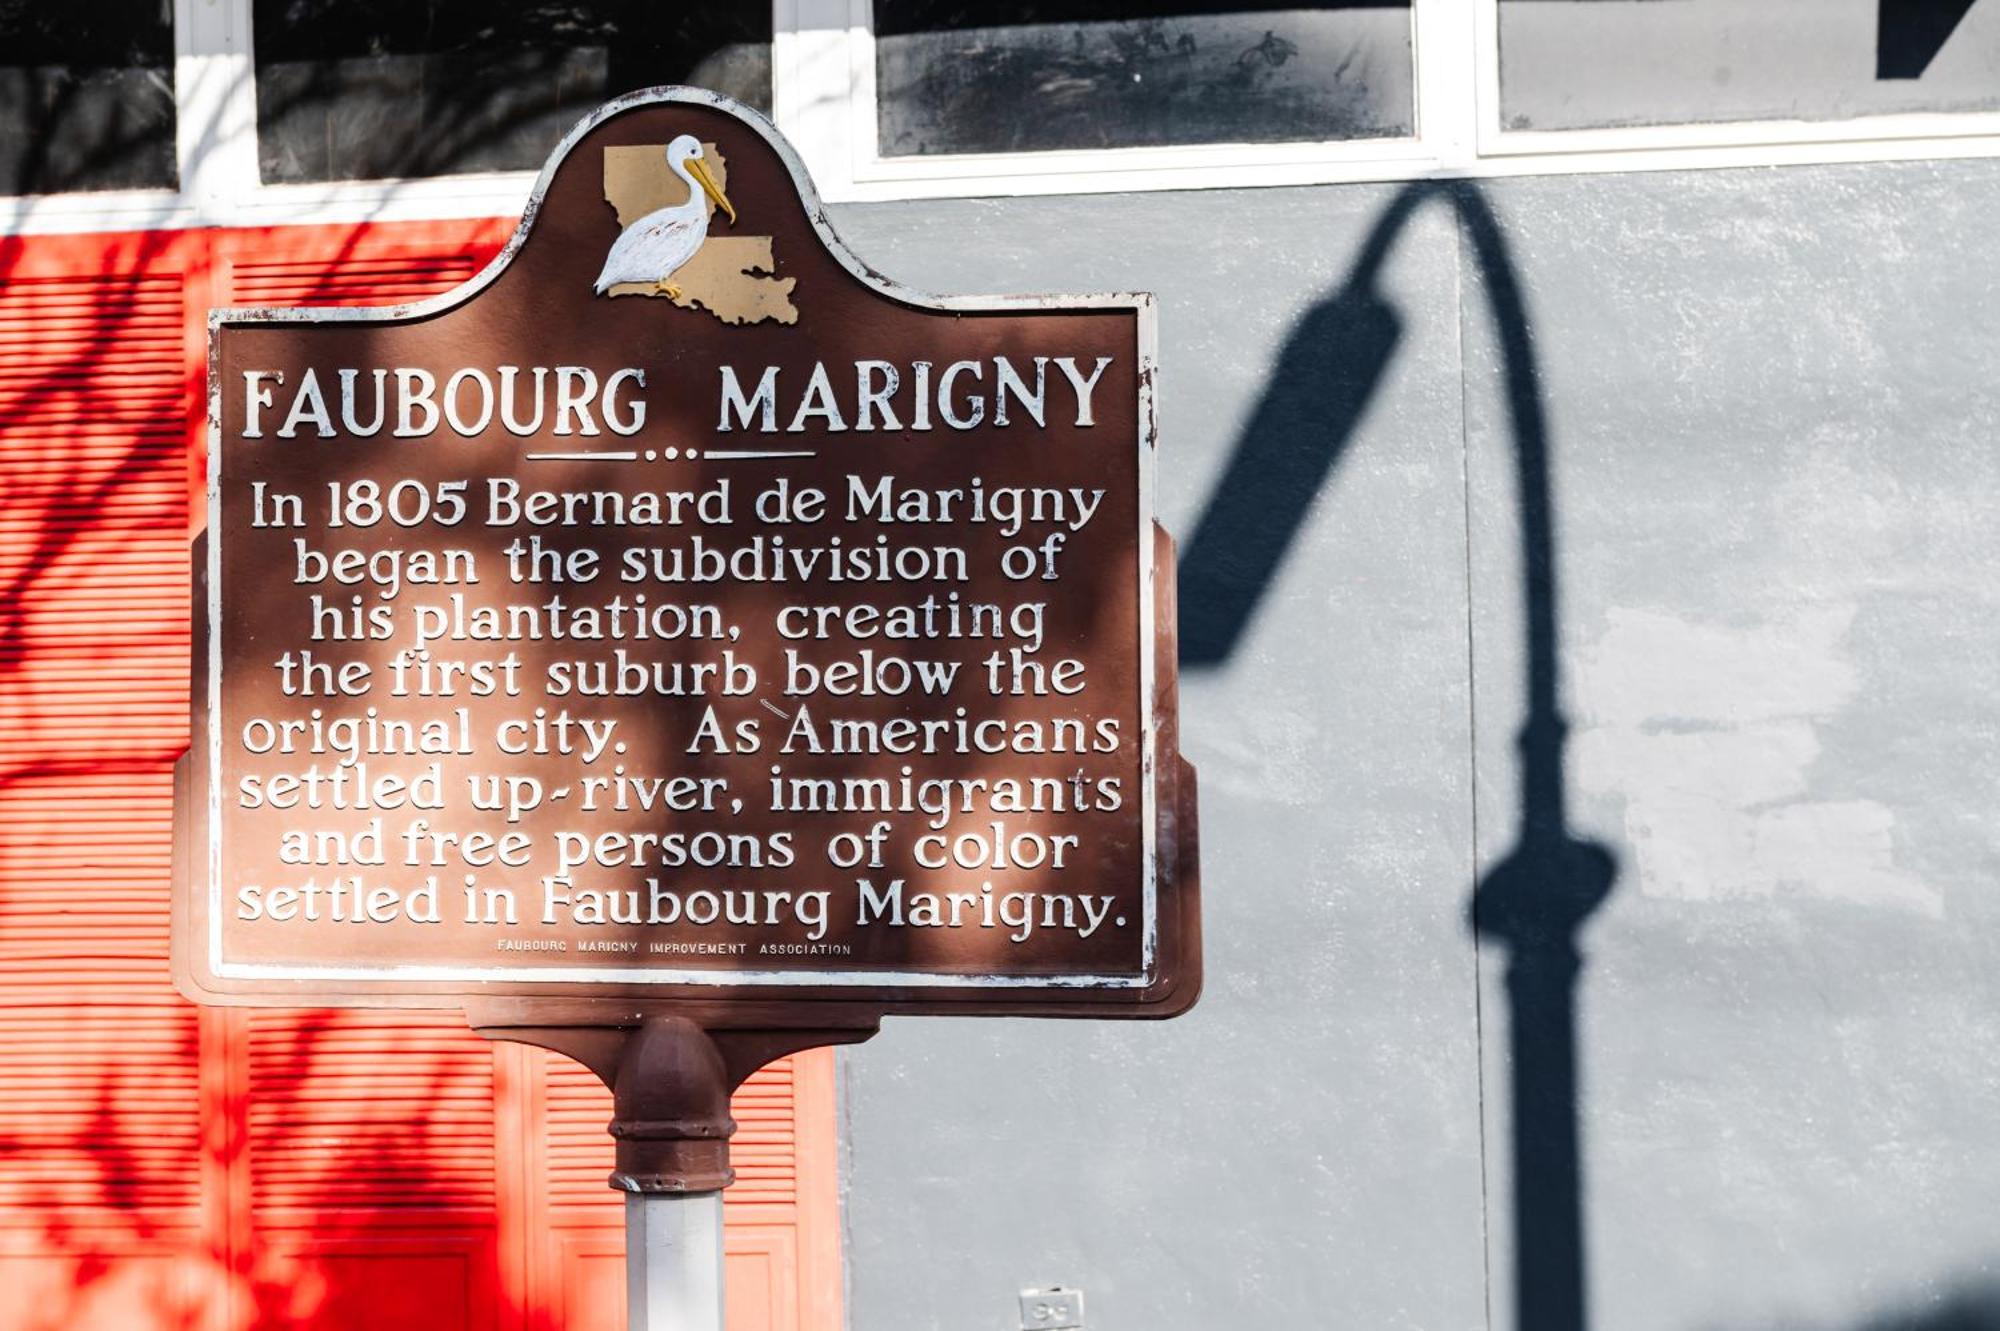 FAUBOURG MARIGNY
In 1805 Bernard de Marigny
began the subdivision of
his plantation, creating
the first suburb below the
original city. As Americans
settled up-river, immigrants
and free persons of color
settled in Faubourg Marigny.
FAUBOURG MARIGNY IMPROVEMENT ASSOCIATION